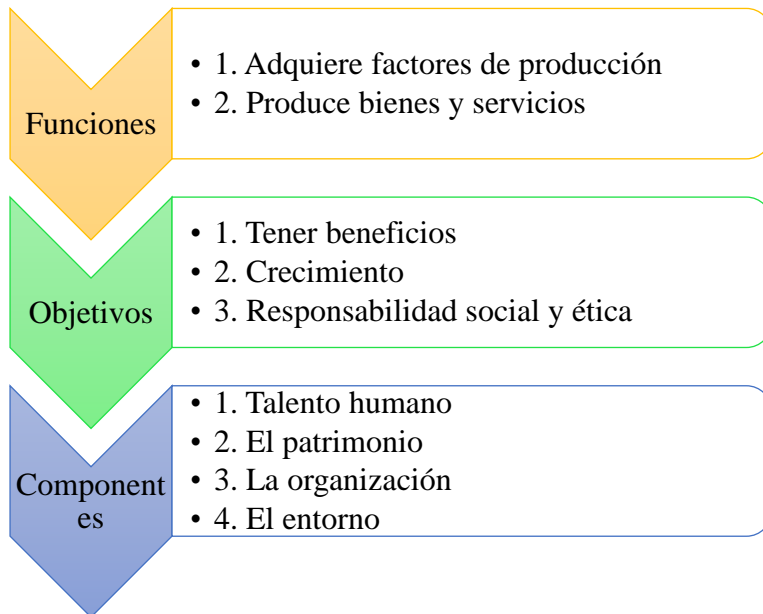 Funciones
• 1. Adquiere factores de producción
• 2. Produce bienes y servicios
Objetivos
• 1. Tener beneficios
• 2. Crecimiento
• 3. Responsabilidad social y ética
Component
es
• 1. Talento humano
• 2. El patrimonio
• 3. La organización
• 4. El entorno